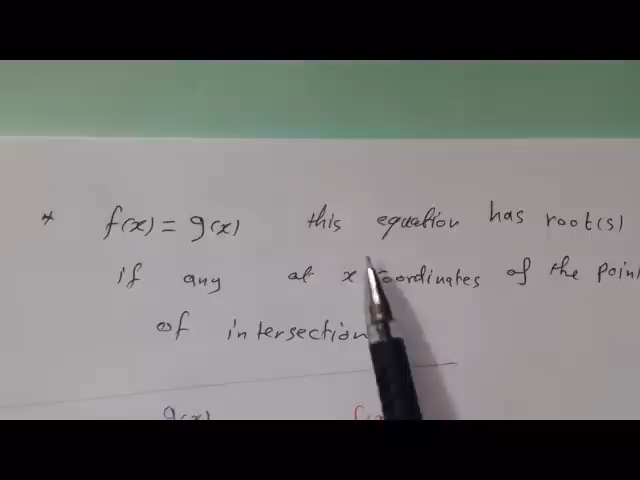 * f(x) = g(x) this equation has root(s)
if any at x coordinates of the point
of intersection
g(x) f(x)